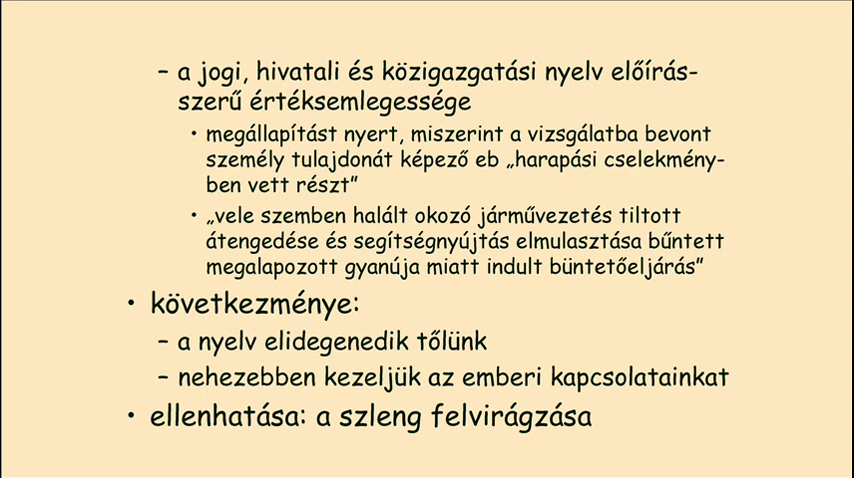 – a jogi, hivatali és közigazgatási nyelv előírás-
szerű értéksemlegessége
• megállapítást nyert, miszerint a vizsgálatba bevont
személy tulajdonát képező eb „harapási cselekmény-
ben vett részt”
• „vele szemben halált okozó járművezetés tiltott
átengedése és segítségnyújtás elmulasztása bűntett
megalapozott gyanúja miatt indult büntetőeljárás”
• következménye:
– a nyelv elidegenedik tőlünk
– nehezebben kezeljük az emberi kapcsolatainkat
• ellenhatása: a szleng felvirágzása